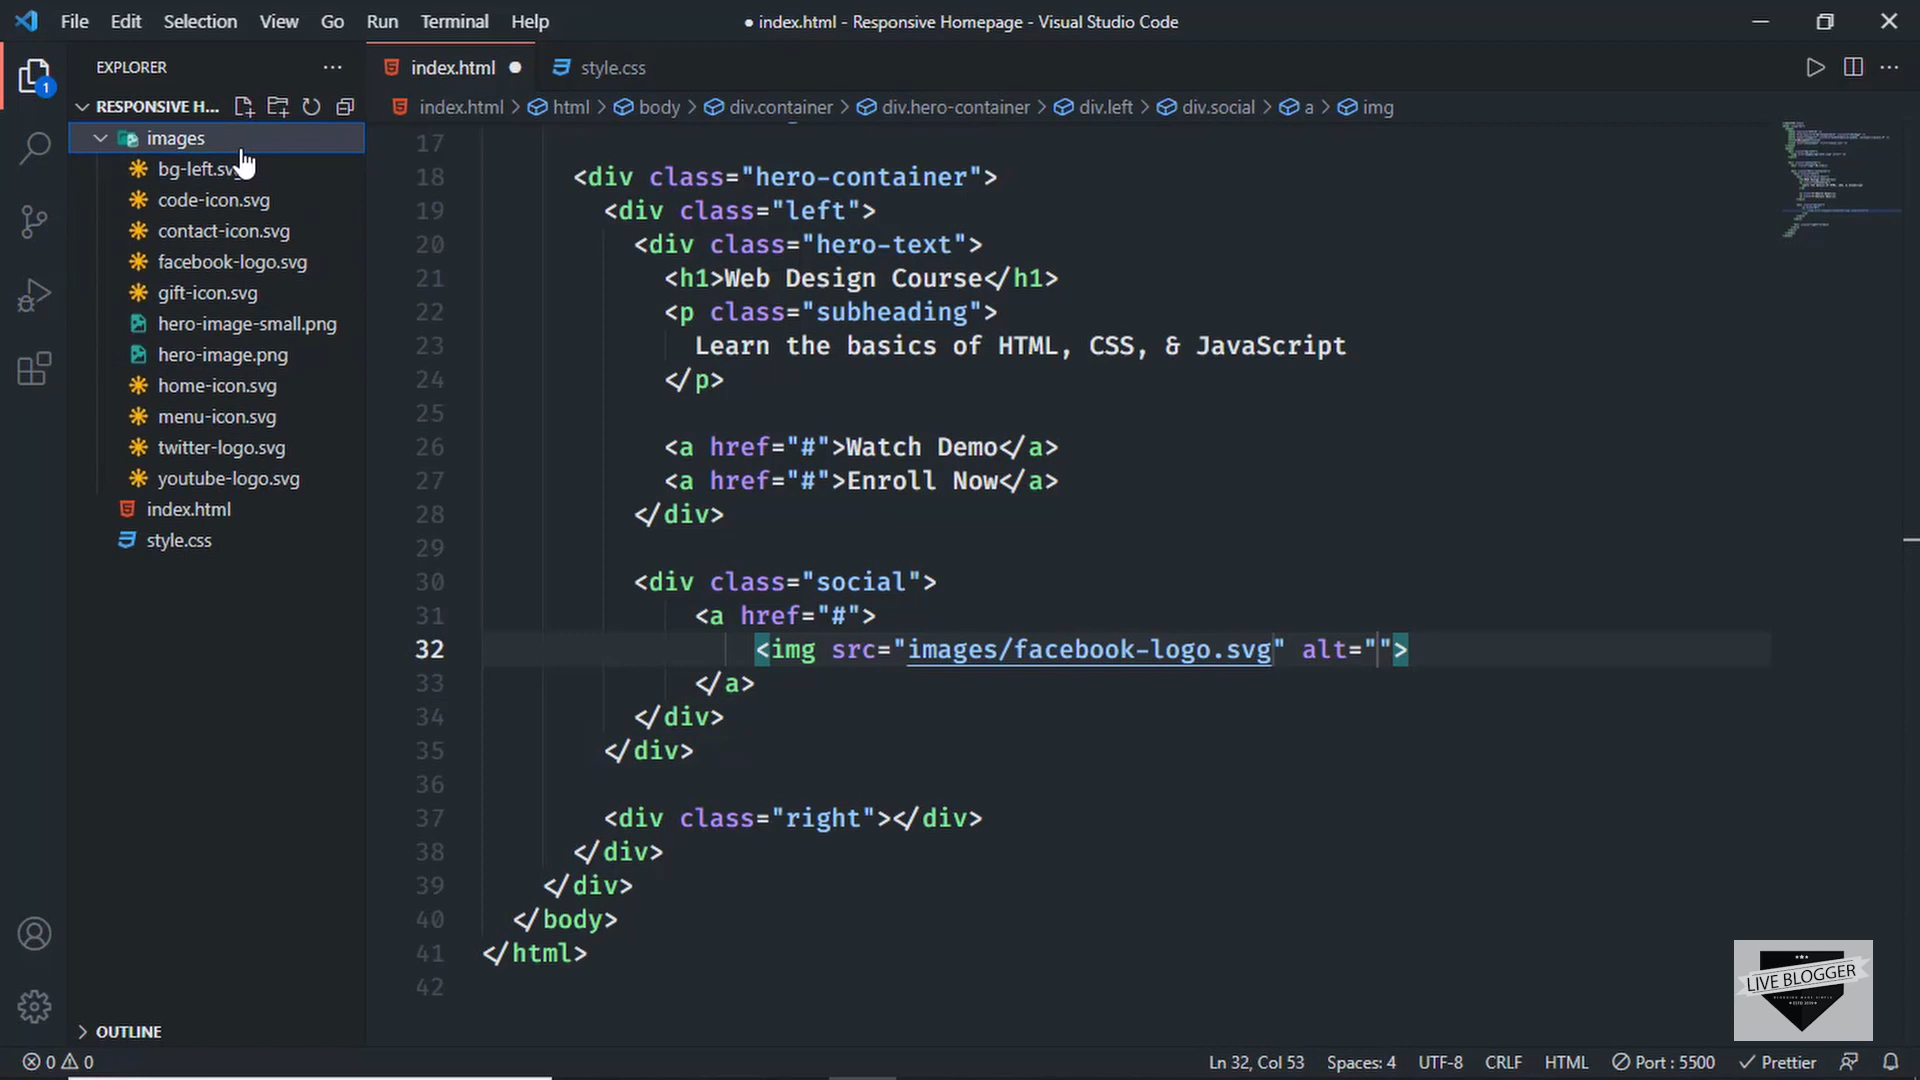 File Edit Selection View Go Run Terminal Help
● index.html - Responsive Homepage - Visual Studio Code
EXPLORER
1
RESPONSIVE H...
images
bg-left.svg
code-icon.svg
contact-icon.svg
facebook-logo.svg
gift-icon.svg
hero-image-small.png
hero-image.png
home-icon.svg
menu-icon.svg
twitter-logo.svg
youtube-logo.svg
index.html
style.css
OUTLINE
index.html ● style.css
index.html > html > body > div.container > div.hero-container > div.left > div.social > a > img
17
18 <div class="hero-container">
19 <div class="left">
20 <div class="hero-text">
21 <h1>Web Design Course</h1>
22 <p class="subheading">
23 Learn the basics of HTML, CSS, & JavaScript
24 </p>
25
26 <a href="#">Watch Demo</a>
27 <a href="#">Enroll Now</a>
28 </div>
29
30 <div class="social">
31 <a href="#">
32 <img src="images/facebook-logo.svg" alt="">
33 </a>
34 </div>
35 </div>
36
37 <div class="right"></div>
38 </div>
39 </div>
40 </body>
41 </html>
42
LIVE BLOGGER
0 0 Ln 32, Col 53 Spaces: 4 UTF-8 CRLF HTML Port : 5500 Prettier